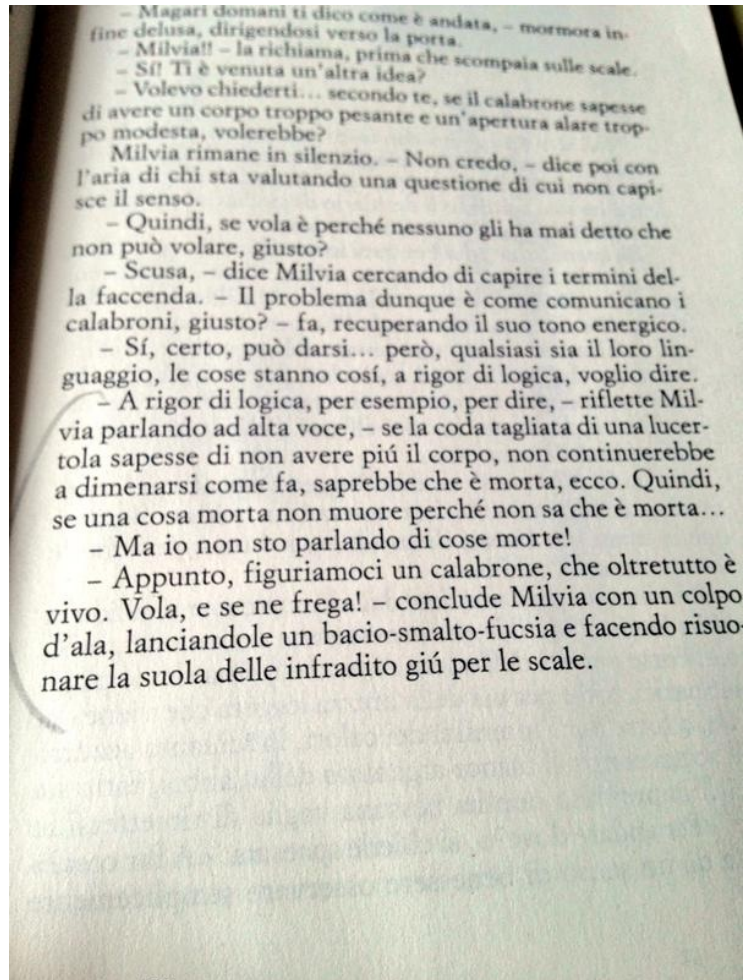 – Magari domani ti dico come è andata, – mormora in-
fine delusa, dirigendosi verso la porta.
– Milvia!! – la richiama, prima che scompaia sulle scale.
– Sí! Ti è venuta un'altra idea?
– Volevo chiederti... secondo te, se il calabrone sapesse
di avere un corpo troppo pesante e un'apertura alare trop-
po modesta, volerebbe?
Milvia rimane in silenzio. – Non credo, – dice poi con
l'aria di chi sta valutando una questione di cui non capi-
sce il senso.
– Quindi, se vola è perché nessuno gli ha mai detto che
non può volare, giusto?
– Scusa, – dice Milvia cercando di capire i termini del-
la faccenda. – Il problema dunque è come comunicano i
calabroni, giusto? – fa, recuperando il suo tono energico.
– Sí, certo, può darsi... però, qualsiasi sia il loro lin-
guaggio, le cose stanno cosí, a rigor di logica, voglio dire.
– A rigor di logica, per esempio, per dire, – riflette Mil-
via parlando ad alta voce, – se la coda tagliata di una lucer-
tola sapesse di non avere piú il corpo, non continuerebbe
a dimenarsi come fa, saprebbe che è morta, ecco. Quindi,
se una cosa morta non muore perché non sa che è morta...
– Ma io non sto parlando di cose morte!
– Appunto, figuriamoci un calabrone, che oltretutto è
vivo. Vola, e se ne frega! – conclude Milvia con un colpo
d'ala, lanciandole un bacio-smalto-fucsia e facendo risuo-
nare la suola delle infradito giú per le scale.